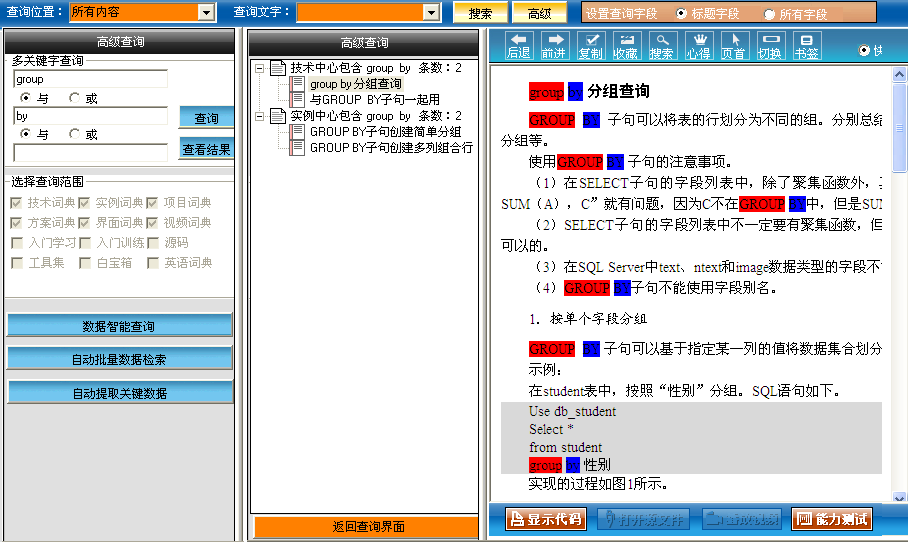 查询位置： 所有内容 查询文字： 搜索 高级 设置查询字段 标题字段 所有字段
高级查询
多关键字查询
group
与 或
by
查询
与 或
查看结果
选择查询范围
技术词典 实例词典 项目词典
方案词典 界面词典 视频词典
入门学习 入门训练 源码
工具集 百宝箱 英语词典
数据智能查询
自动批量数据检索
自动提取关键数据
高级查询
技术中心包含 group by 条数：2
group by 分组查询
与GROUP BY子句一起用
实例中心包含 group by 条数：2
GROUP BY子句创建简单分组
GROUP BY子句创建多列组合行
返回查询界面
后退 前进 复制 收藏 搜索 心得 页首 切换 书签 快
group by 分组查询
GROUP BY 子句可以将表的行划分为不同的组。分别总结
分组等。
使用GROUP BY 子句的注意事项。
（1）在SELECT子句的字段列表中，除了聚集函数外，
SUM（A），C”就有问题，因为C不在GROUP BY中，但是SUM
（2）SELECT子句的字段列表中不一定要有聚集函数，但
可以的。
（3）在SQL Server中text、ntext和image数据类型的字段不
（4）GROUP BY子句不能使用字段别名。
1．按单个字段分组
GROUP BY 子句可以基于指定某一列的值将数据集合划分
示例：
在student表中，按照“性别”分组。SQL语句如下。
Use db_student
Select *
from student
group by 性别
实现的过程如图1所示。
显示代码 打开源文件 播放视频 能力测试